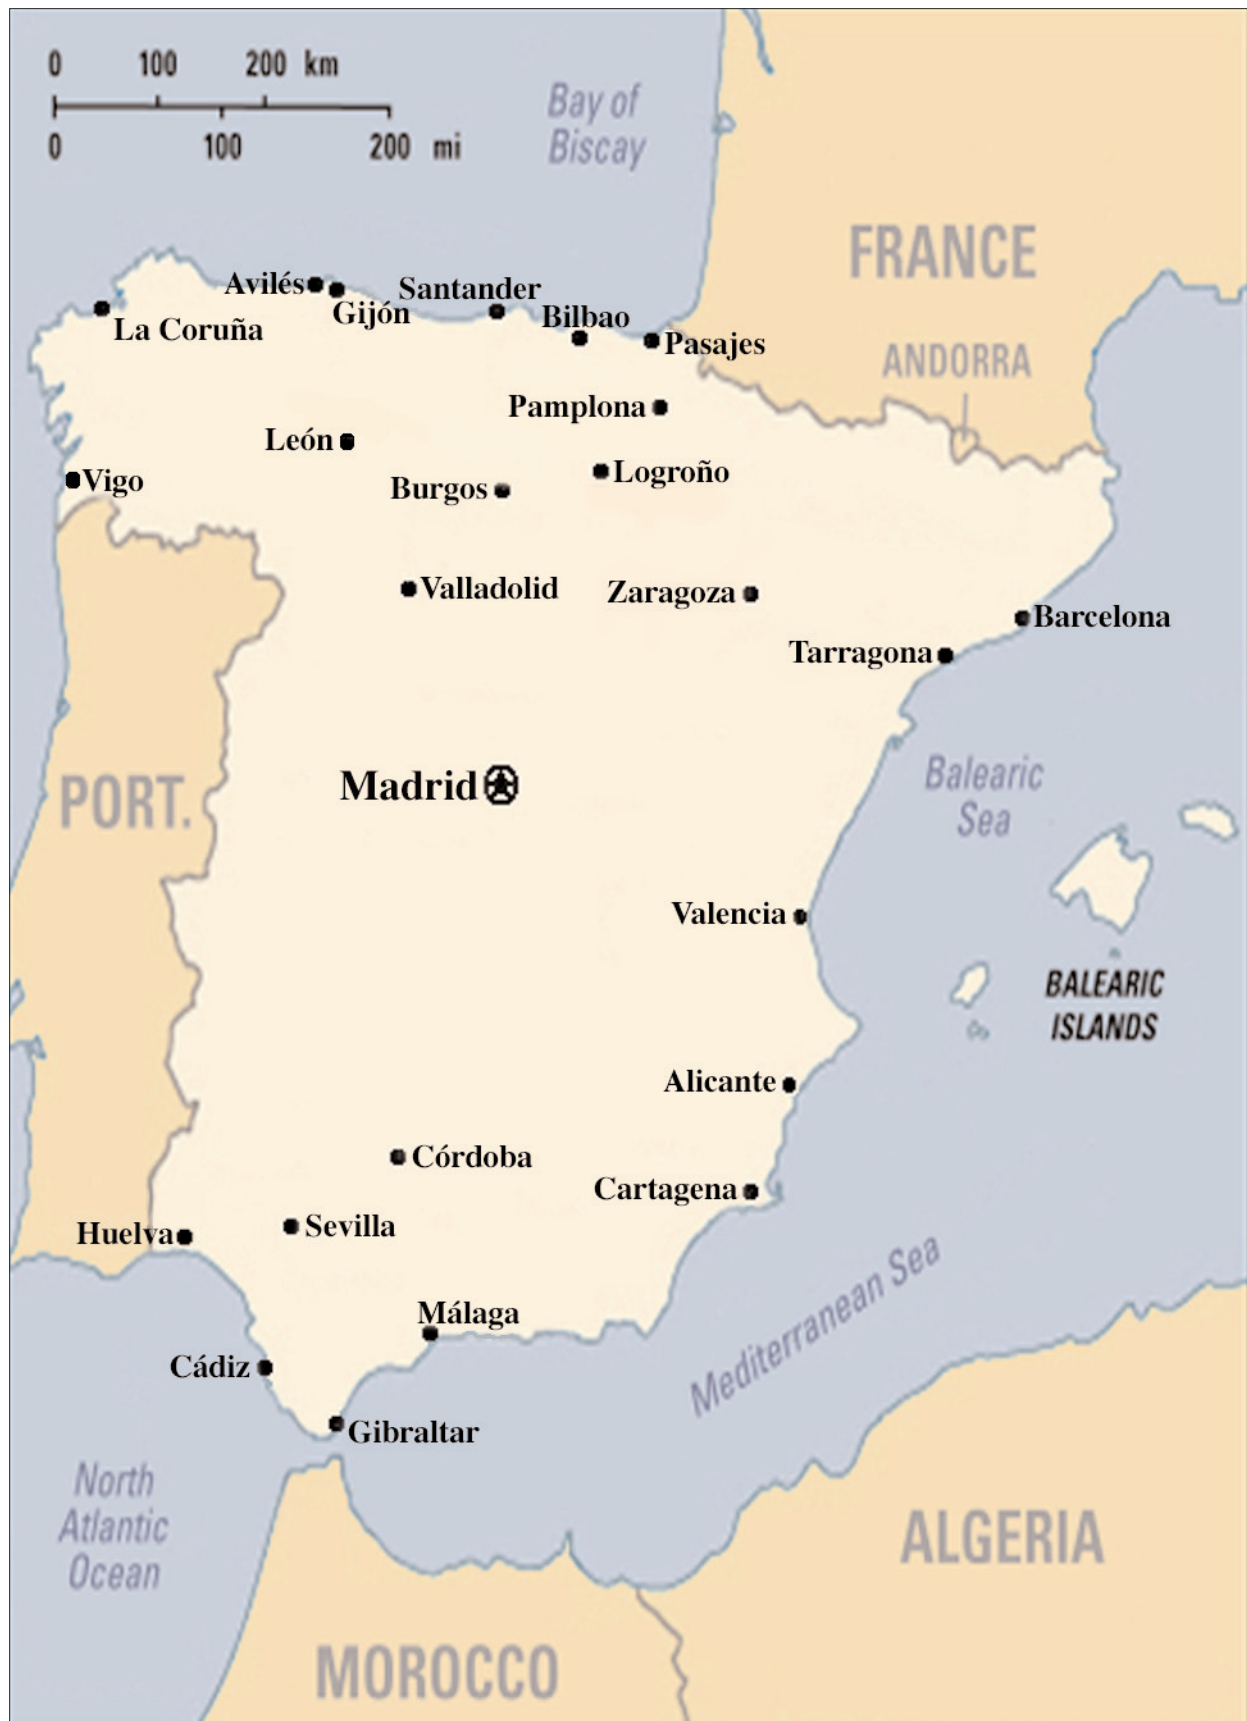 0 100 200 km
0 100 200 mi
Bay of
Biscay
FRANCE
ANDORRA
Avilés
Gijón
Santander
Bilbao
La Coruña
Pasajes
Pamplona
León
Logroño
Vigo
Burgos
Valladolid
Zaragoza
Barcelona
Tarragona
Madrid
PORT.
Balearic
Sea
Valencia
BALEARIC
ISLANDS
Alicante
Córdoba
Cartagena
Huelva
Sevilla
Málaga
Mediterranean Sea
Cádiz
Gibraltar
North
Atlantic
Ocean
ALGERIA
MOROCCO